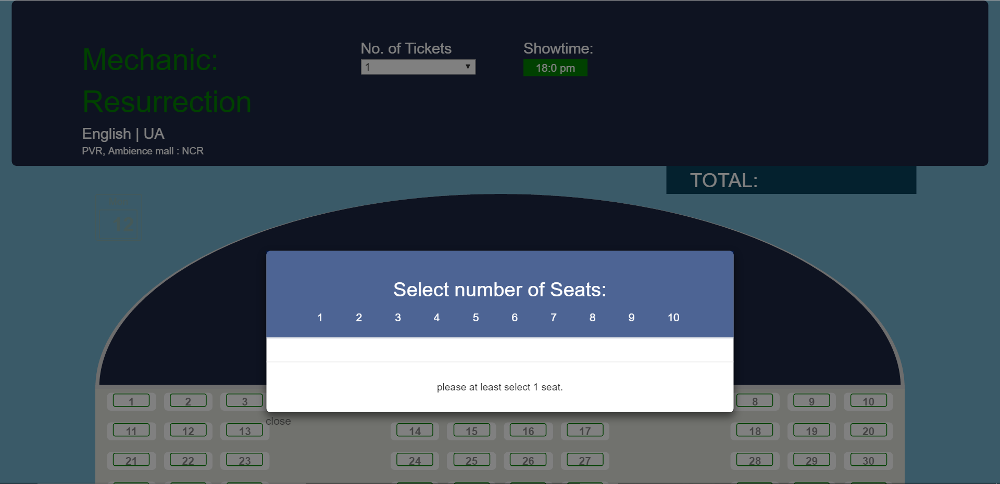 Mechanic:
Resurrection
English | UA
PVR, Ambience mall : NCR
No. of Tickets
1
Showtime:
18:0 pm
TOTAL:
12
Select number of Seats:
1 2 3 4 5 6 7 8 9 10
please at least select 1 seat.
close
1 2 3 8 9 10
11 12 13 14 15 16 17 18 19 20
21 22 23 24 25 26 27 28 29 30